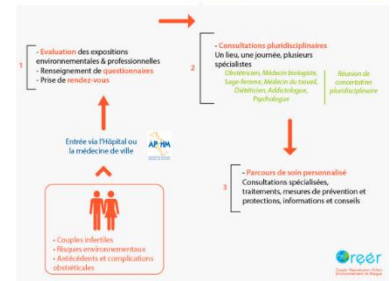 1
- Evaluation des expositions
environnementales & professionnelles
- Renseignement de questionnaires
- Prise de rendez-vous
2
- Consultations pluridisciplinaires
Un lieu, une journée, plusieurs
spécialistes
Obstétricien, Médecin biologiste,
Sage-femme, Médecin du travail,
Diététicien, Addictologue,
Psychologue
Réunion de
concertation
pluridisciplinaire
Entrée via l'Hôpital ou
la médecine de ville
AP HM
3
- Parcours de soin personnalisé
Consultations spécialisées,
traitements, mesures de prévention et
protections, informations et conseils
- Couples infertiles
- Risques environnementaux
- Antécédents et complications
obstétricales
Creer